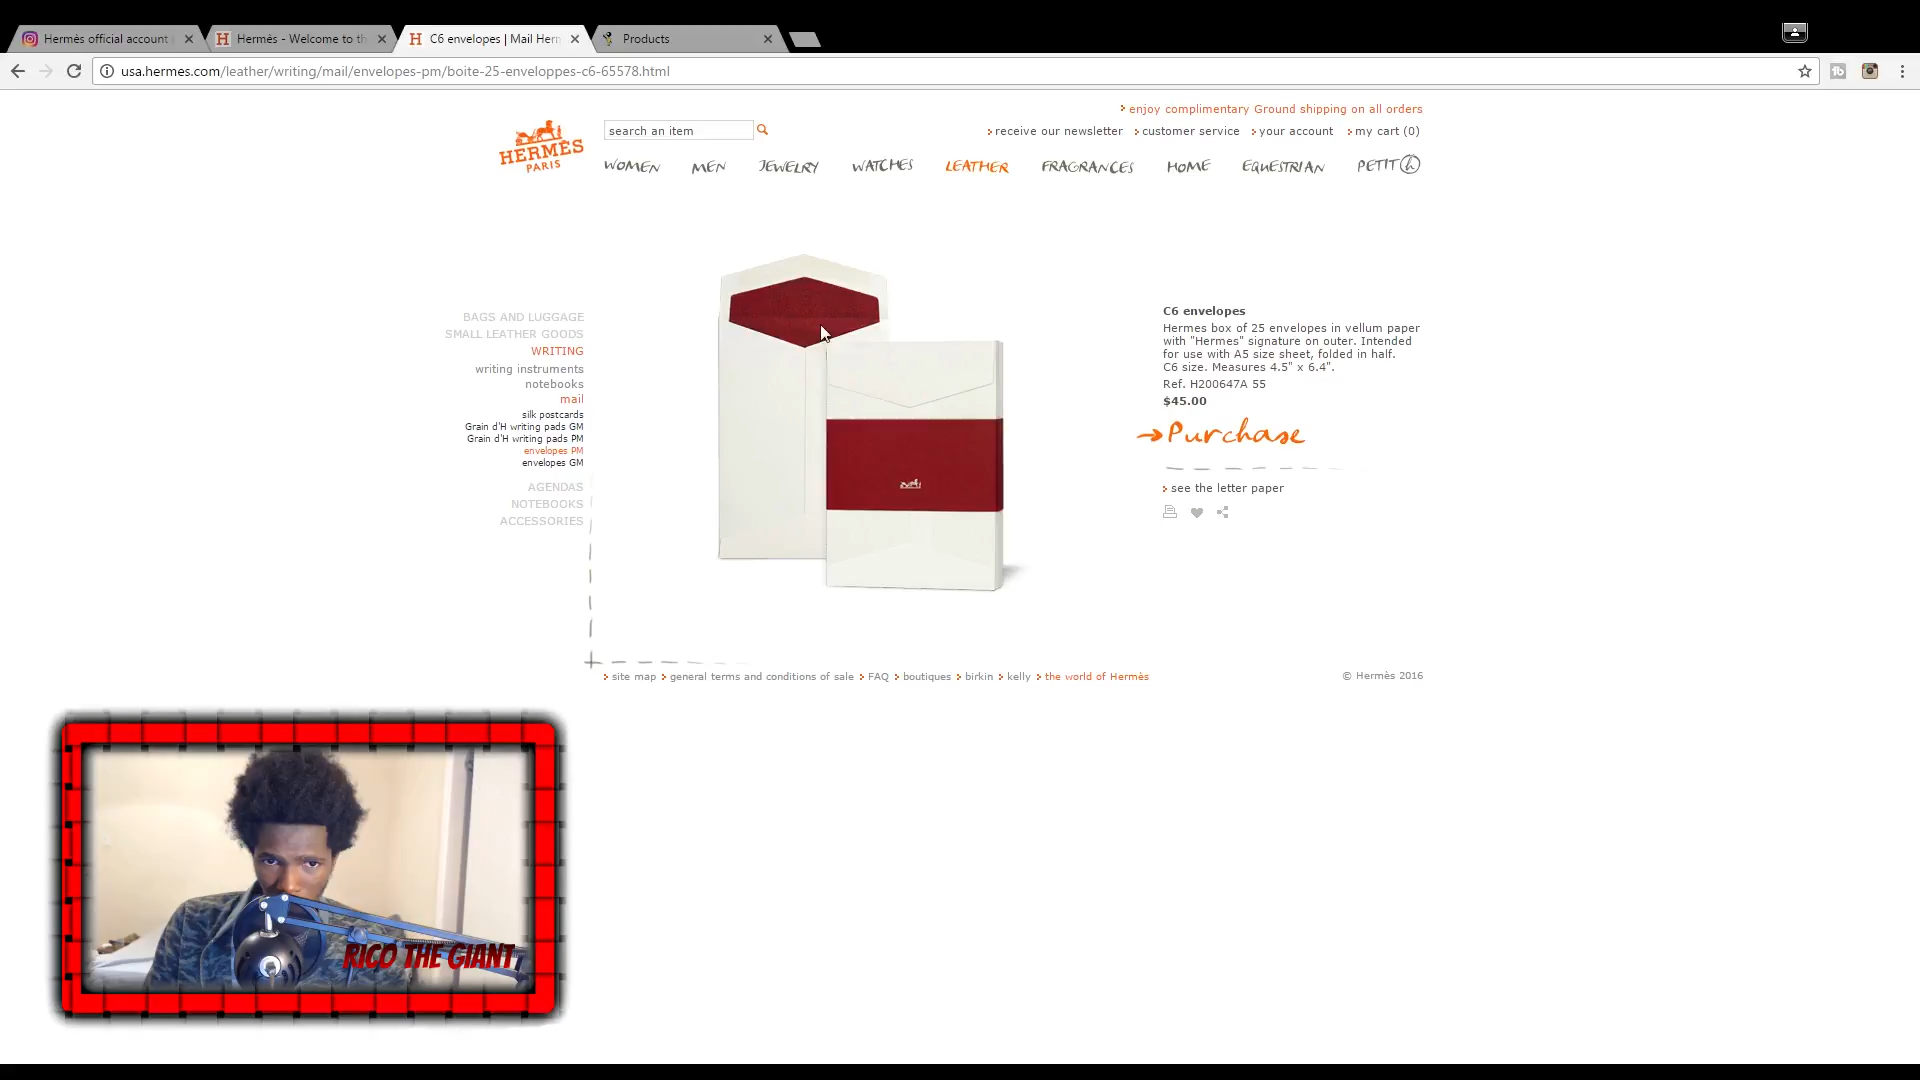 Hermès official account
Hermès - Welcome to th
C6 envelopes | Mail Herm
Products
usa.hermes.com/leather/writing/mail/envelopes-pm/boite-25-enveloppes-c6-65578.html
enjoy complimentary Ground shipping on all orders
HERMÈS
PARIS
search an item
receive our newsletter
customer service
your account
my cart (0)
WOMEN
MEN
JEWELRY
WATCHES
LEATHER
FRAGRANCES
HOME
EQUESTRIAN
PETIT h
BAGS AND LUGGAGE
SMALL LEATHER GOODS
WRITING
writing instruments
notebooks
mail
silk postcards
Grain d'H writing pads GM
Grain d'H writing pads PM
envelopes PM
envelopes GM
AGENDAS
NOTEBOOKS
ACCESSORIES
C6 envelopes
Hermes box of 25 envelopes in vellum paper
with "Hermes" signature on outer. Intended
for use with A5 size sheet, folded in half.
C6 size. Measures 4.5" x 6.4".
Ref. H200647A 55
$45.00
Purchase
see the letter paper
site map
general terms and conditions of sale
FAQ
boutiques
birkin
kelly
the world of Hermès
© Hermès 2016
RICO THE GIANT